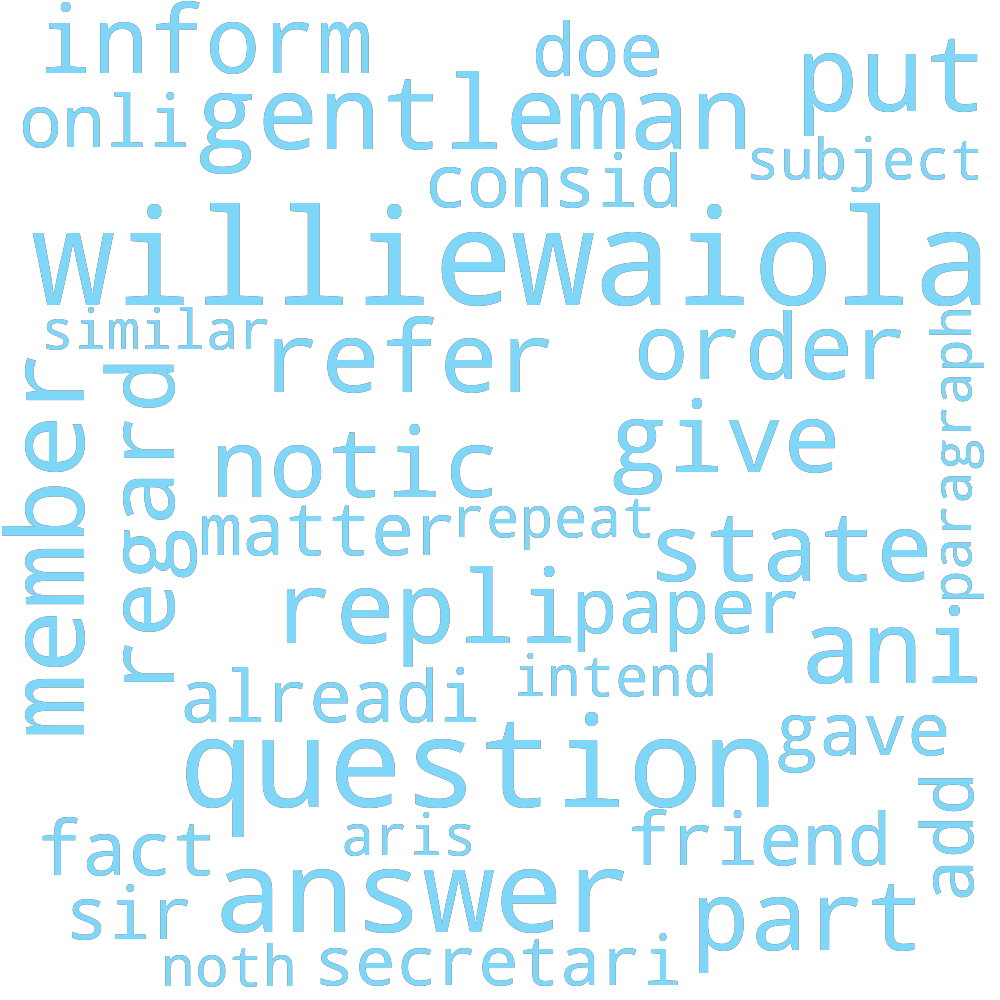 inform
doe
put
onli
gentleman
consid
subject
williewaiola
similar
refer
order
paragraph
member
regard
notic
give
matter
repeat
state
repli
paper
ani
alreadi
intend
question
gave
add
fact
aris
friend
sir
answer
part
noth
secretari